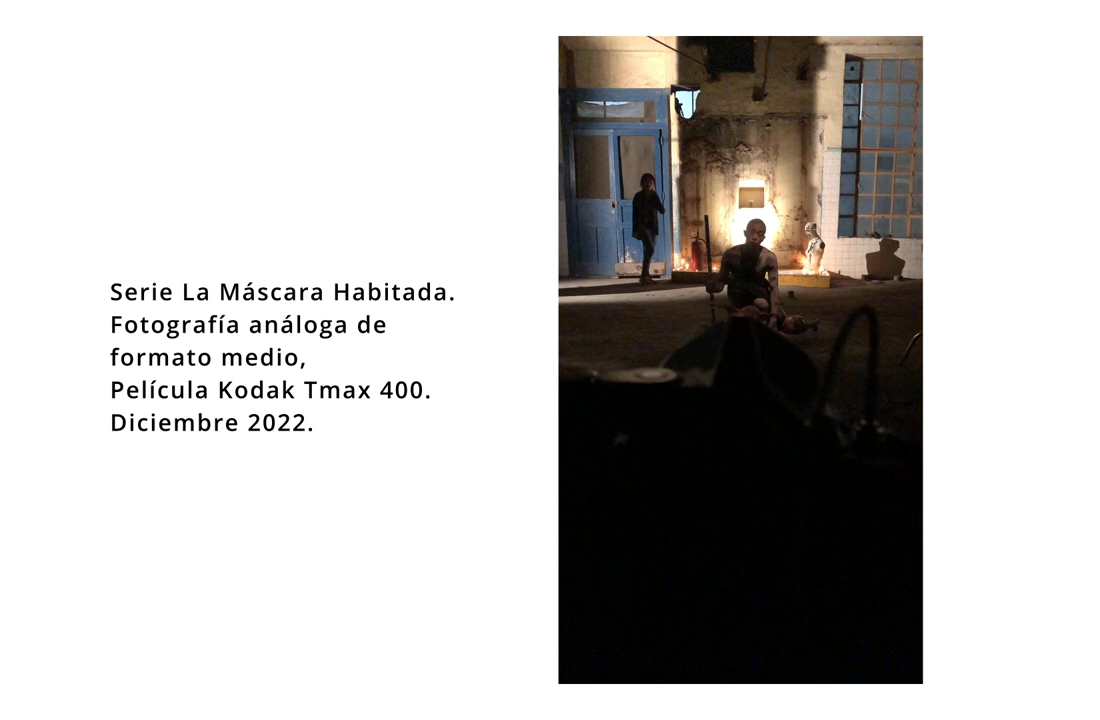 Serie La Máscara Habitada.
Fotografía análoga de
formato medio,
Película Kodak Tmax 400.
Diciembre 2022.